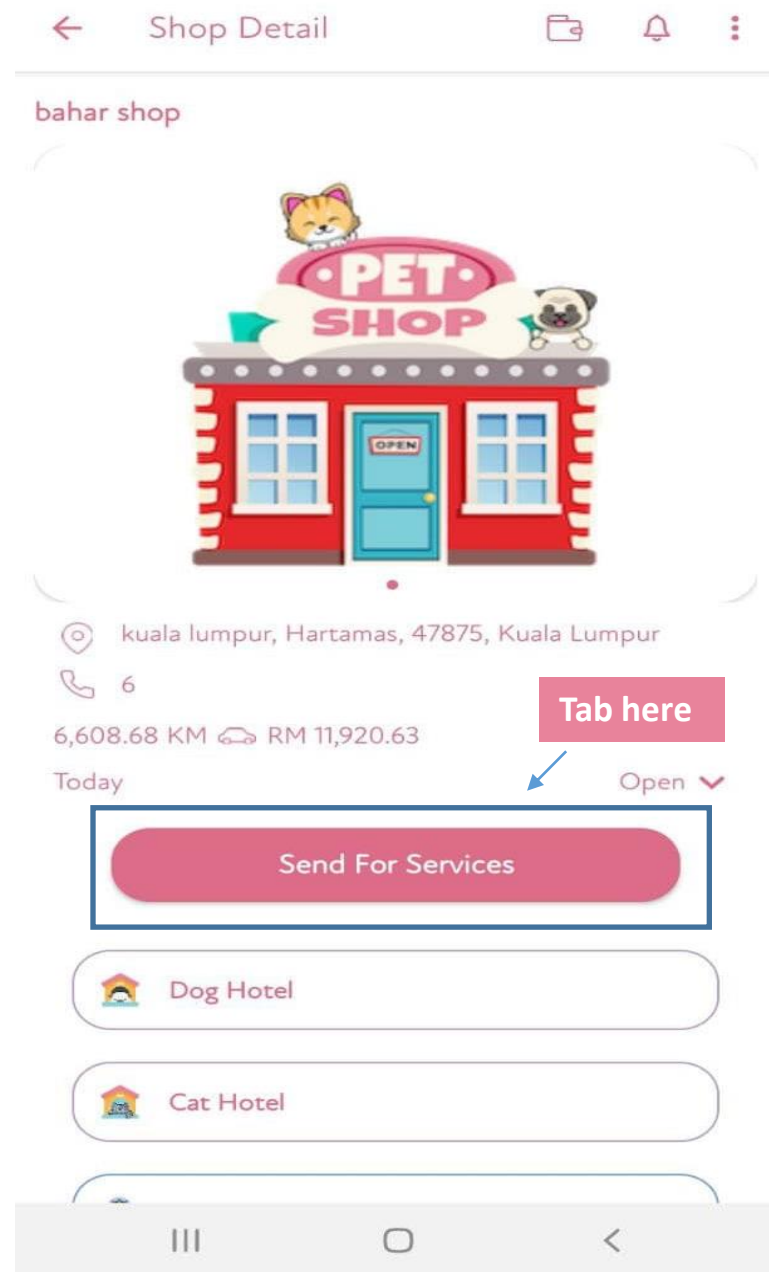 Shop Detail
bahar shop
PET
SHOP
OPEN
kuala lumpur, Hartamas, 47875, Kuala Lumpur
6
Tab here
6,608.68 KM RM 11,920.63
Today Open
Send For Services
Dog Hotel
Cat Hotel